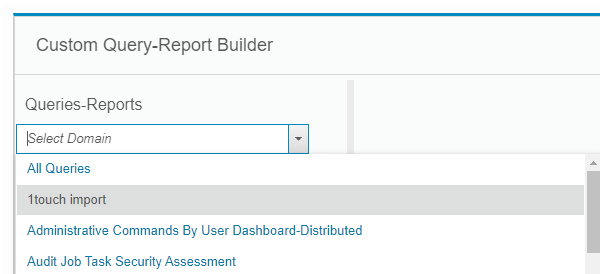 Custom Query-Report Builder
Queries-Reports
Select Domain
All Queries
1touch import
Administrative Commands By User Dashboard-Distributed
Audit Job Task Security Assessment